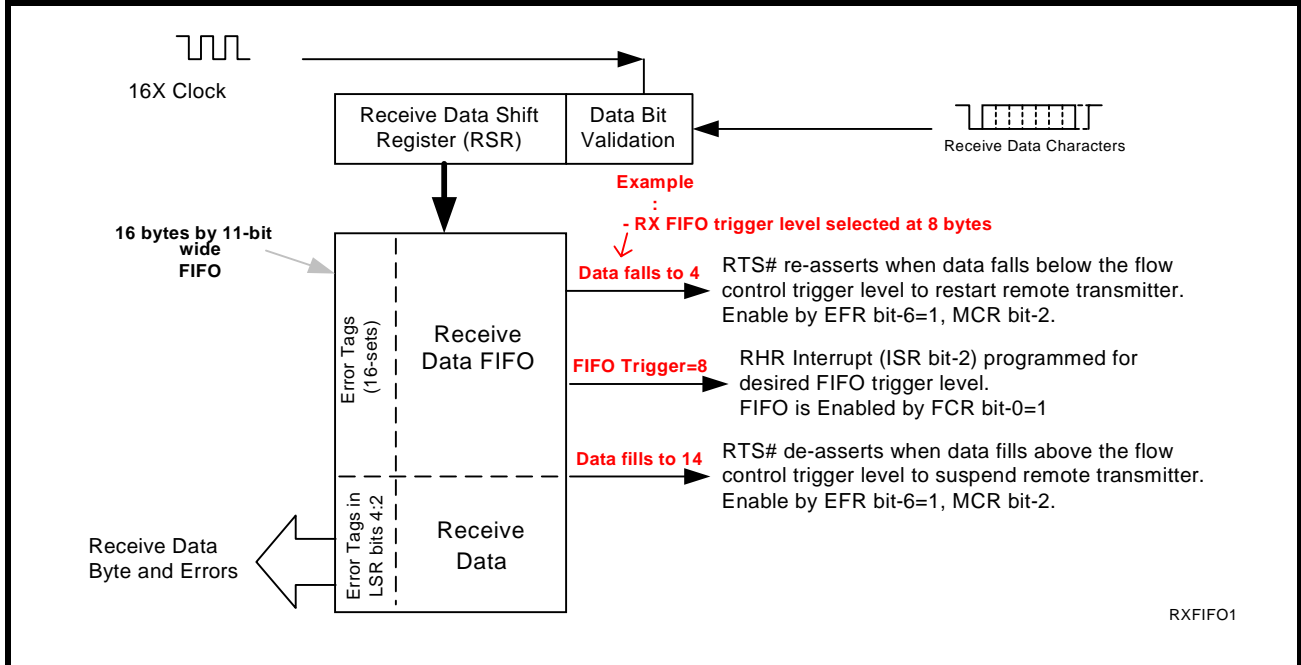 16X Clock
Receive Data Shift
Register (RSR)
Data Bit
Validation
Receive Data Characters
Example
:
- RX FIFO trigger level selected at 8 bytes
16 bytes by 11-bit
wide
FIFO
Error Tags
(16-sets)
Receive
Data FIFO
Data falls to 4
RTS# re-asserts when data falls below the flow
control trigger level to restart remote transmitter.
Enable by EFR bit-6=1, MCR bit-2.
FIFO Trigger=8
RHR Interrupt (ISR bit-2) programmed for
desired FIFO trigger level.
FIFO is Enabled by FCR bit-0=1
Data fills to 14
RTS# de-asserts when data fills above the flow
control trigger level to suspend remote transmitter.
Enable by EFR bit-6=1, MCR bit-2.
Error Tags in
LSR bits 4:2
Receive
Data
Receive Data
Byte and Errors
RXFIFO1